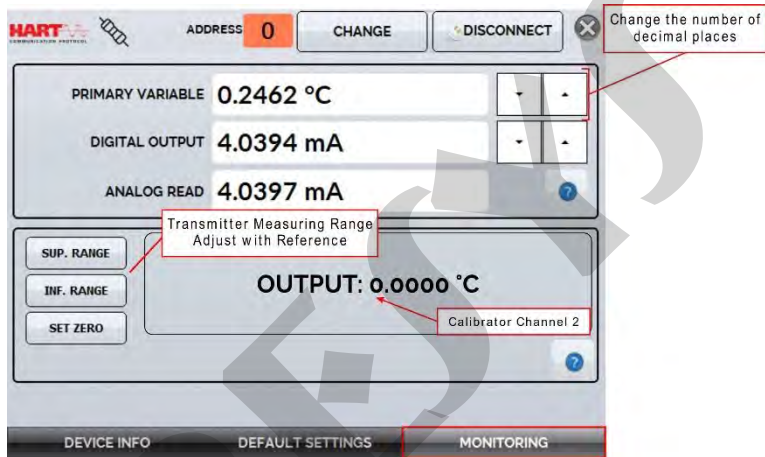 HART
COMMUNICATION PROTOCOL
ADDRESS 0 CHANGE DISCONNECT
Change the number of
decimal places
PRIMARY VARIABLE 0.2462 °C
DIGITAL OUTPUT 4.0394 mA
ANALOG READ 4.0397 mA
Transmitter Measuring Range
Adjust with Reference
SUP. RANGE
INF. RANGE
SET ZERO
OUTPUT: 0.0000 °C
Calibrator Channel 2
DEVICE INFO DEFAULT SETTINGS MONITORING